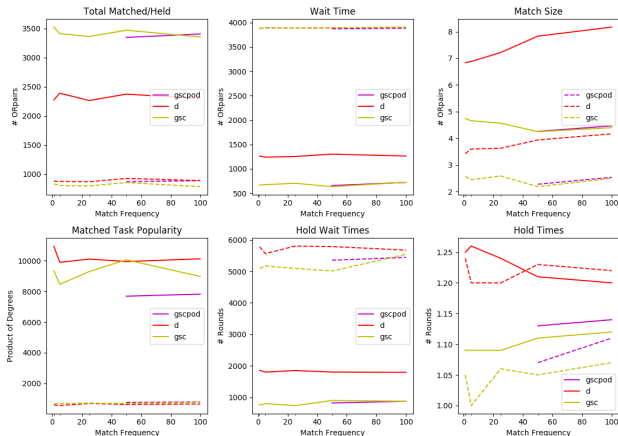 Total Matched/Held
# ORpairs
3500
3000
2500
2000
1500
1000
0
20
40
60
80
100
Match Frequency
gscpod
d
gsc
Wait Time
# ORpairs
4000
3500
3000
2500
2000
1500
1000
500
0
20
40
60
80
100
Match Frequency
gscpod
d
gsc
Match Size
# ORpairs
8
7
6
5
4
3
2
0
20
40
60
80
100
Match Frequency
gscpod
d
gsc
Matched Task Popularity
Product of Degrees
10000
8000
6000
4000
2000
0
20
40
60
80
100
Match Frequency
gscpod
d
gsc
Hold Wait Times
# Rounds
6000
5000
4000
3000
2000
1000
0
20
40
60
80
100
Match Frequency
gscpod
d
gsc
Hold Times
# Rounds
1.25
1.20
1.15
1.10
1.05
1.00
0
20
40
60
80
100
Match Frequency
gscpod
d
gsc